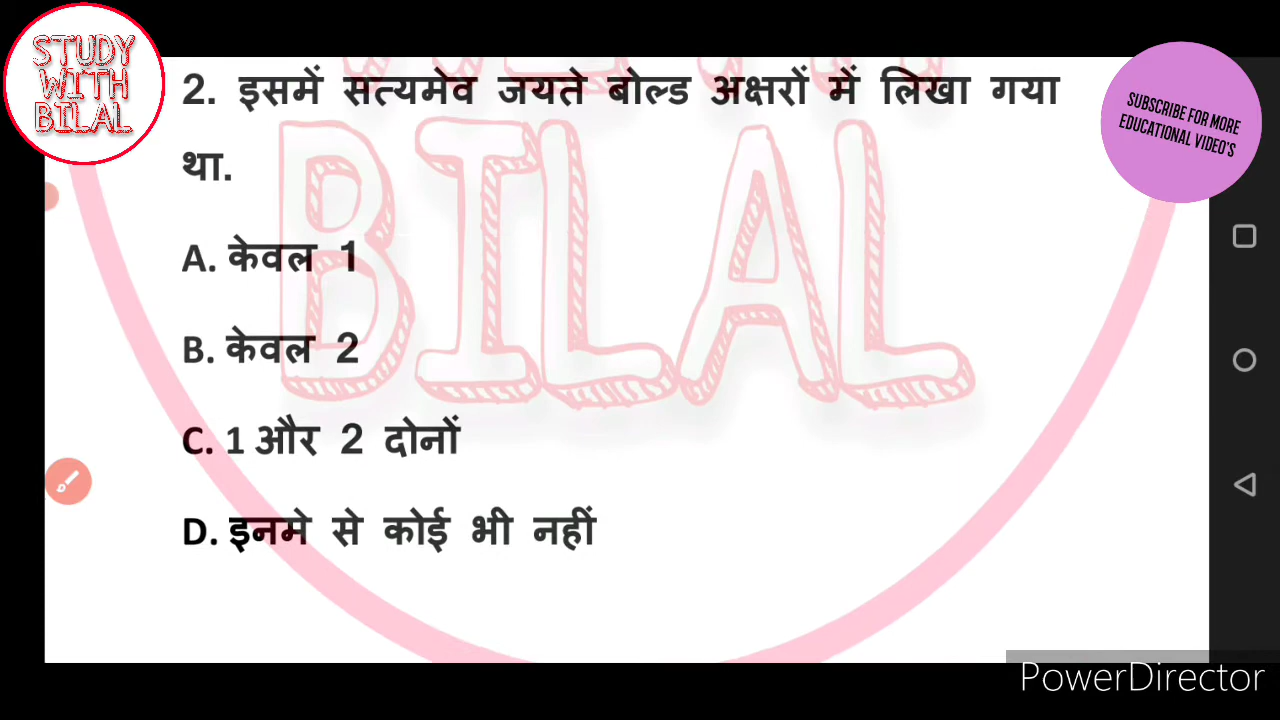 STUDY
WITH
BILAL
SUBSCRIBE FOR MORE
EDUCATIONAL VIDEO'S
2. इसमें सत्यमेव जयते बोल्ड अक्षरों में लिखा गया
था.
A. केवल 1
B. केवल 2
C. 1 और 2 दोनों
D. इनमे से कोई भी नहीं
BILAL
PowerDirector